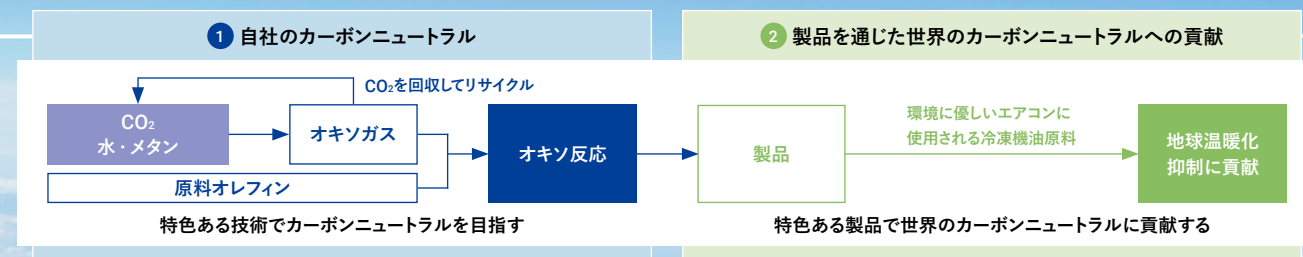 1 自社のカーボンニュートラル
2 製品を通じた世界のカーボンニュートラルへの貢献
CO₂を回収してリサイクル
CO₂
水・メタン
オキソガス
原料オレフィン
オキソ反応
製品
環境に優しいエアコンに
使用される冷凍機油原料
地球温暖化
抑制に貢献
特色ある技術でカーボンニュートラルを目指す
特色ある製品で世界のカーボンニュートラルに貢献する